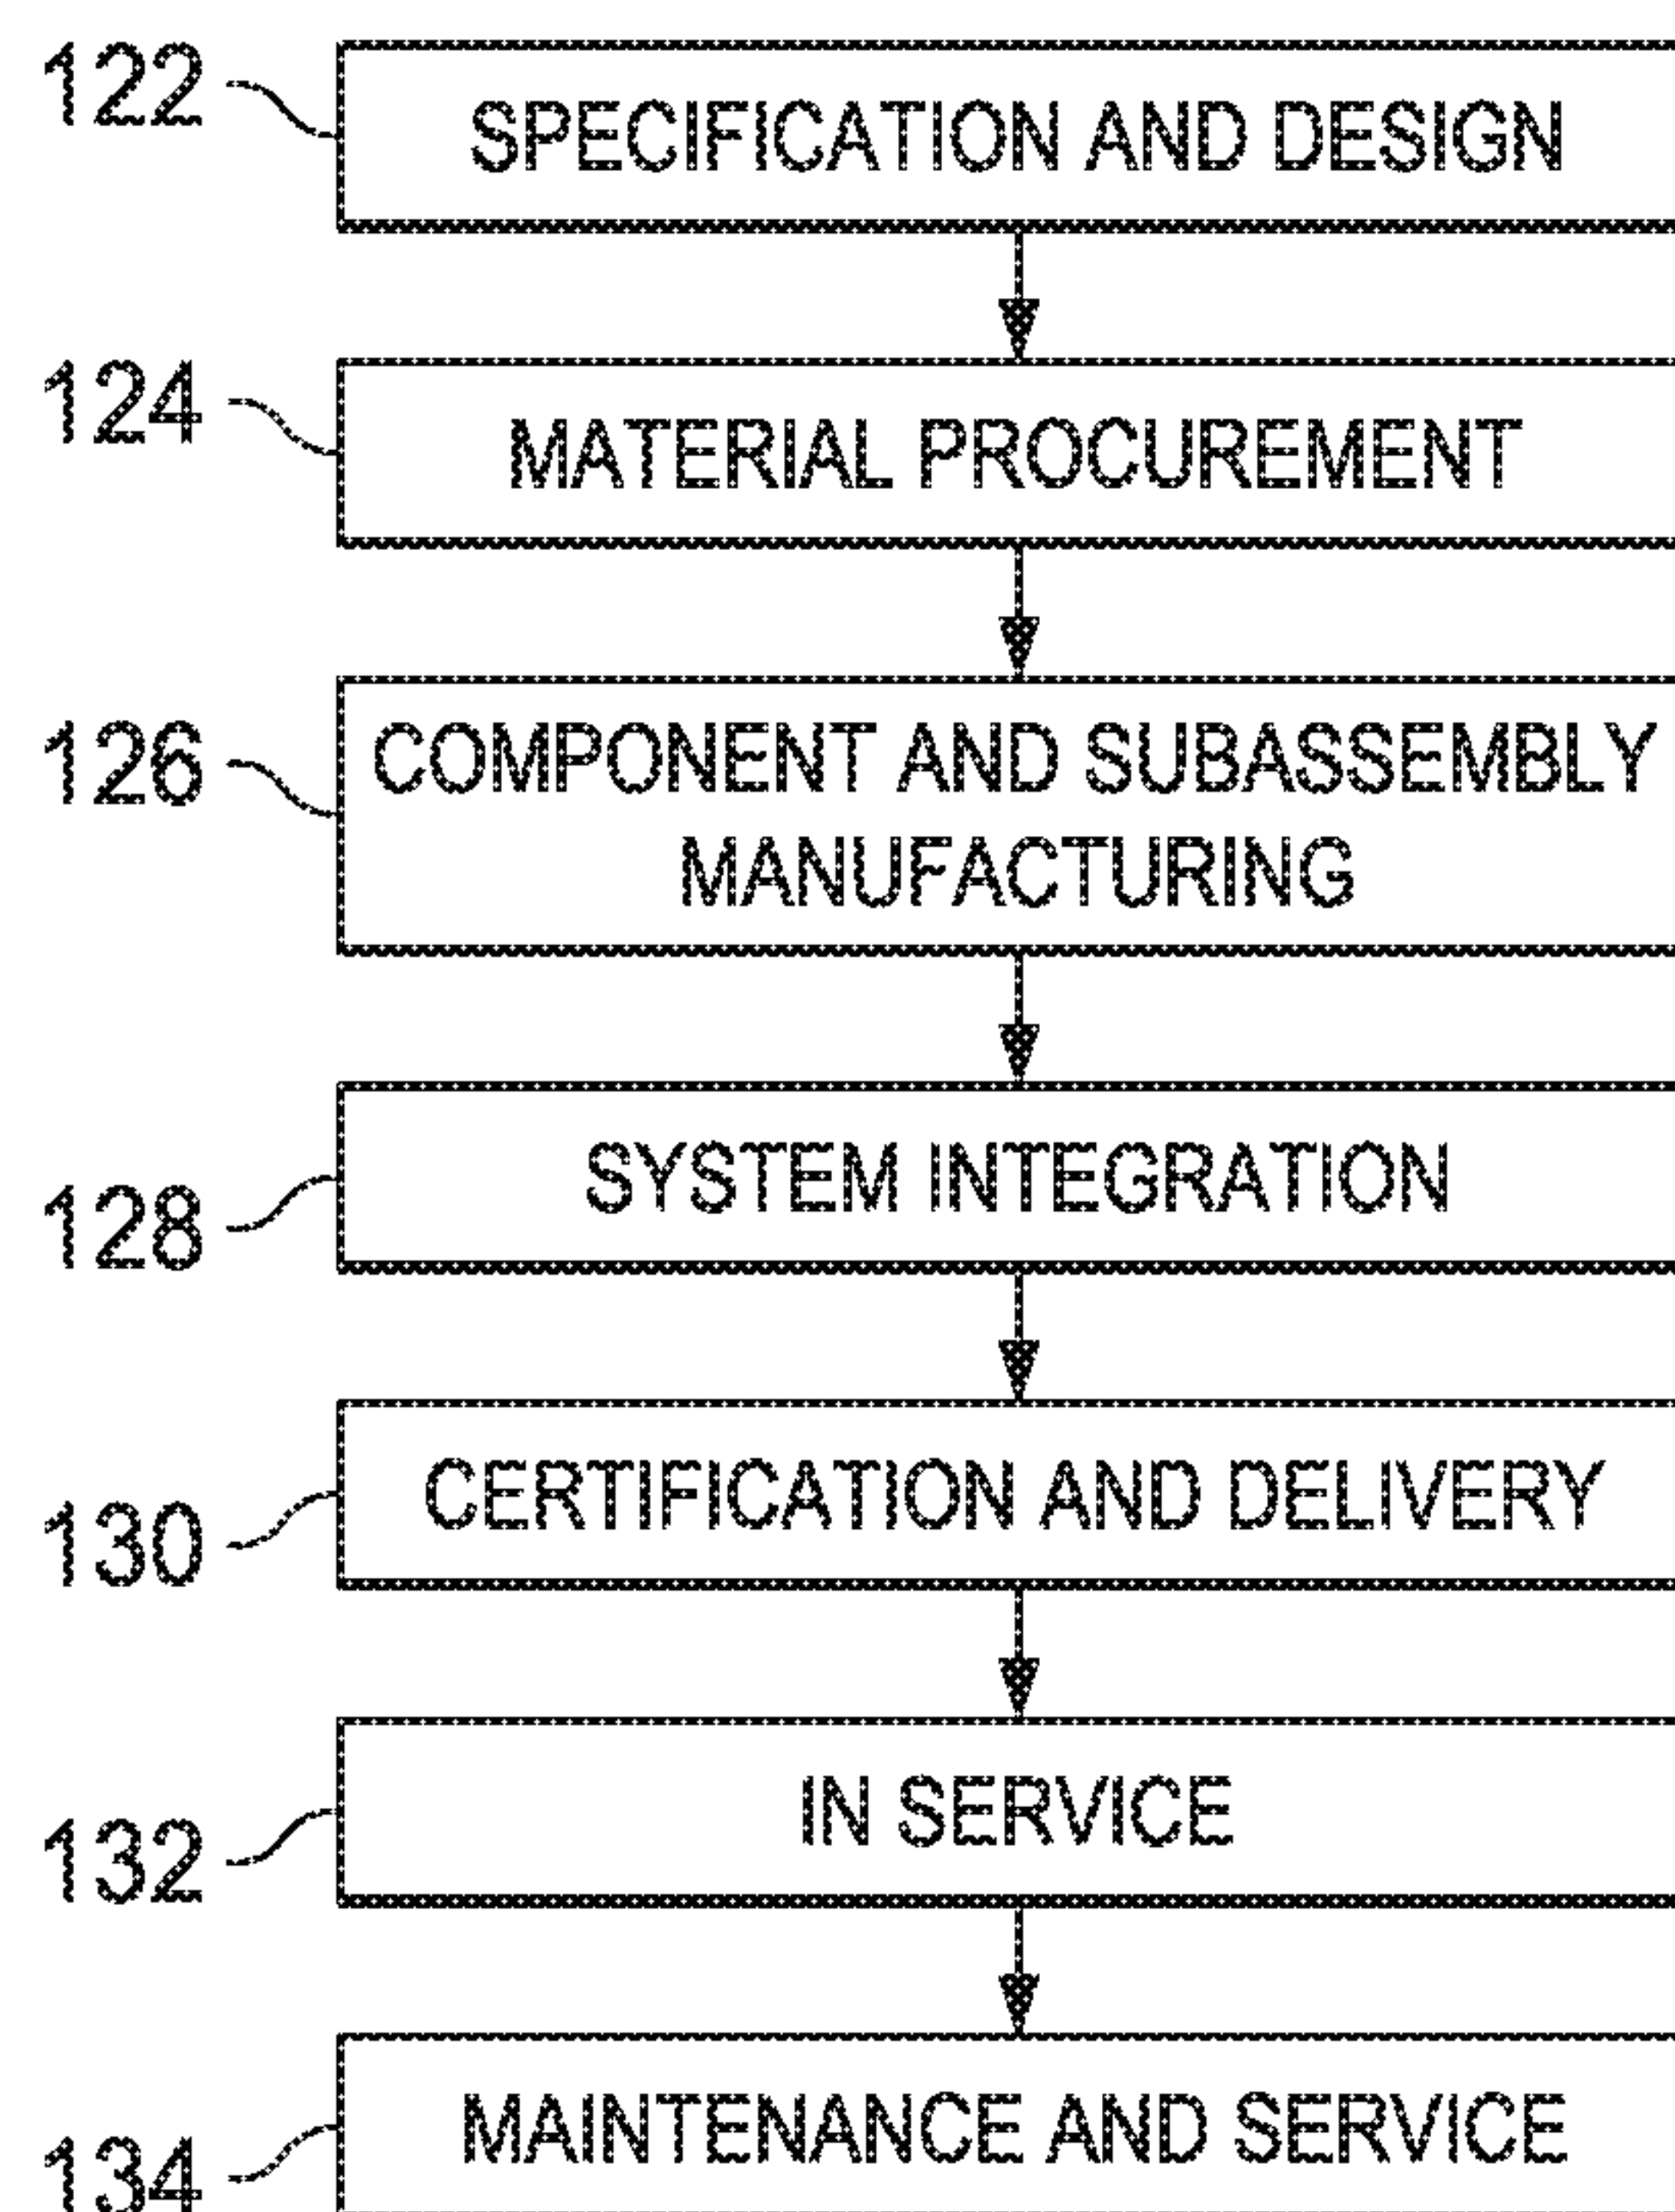 122 SPECIFICATION AND DESIGN
124 MATERIAL PROCUREMENT
126 COMPONENT AND SUBASSEMBLY
MANUFACTURING
128 SYSTEM INTEGRATION
130 CERTIFICATION AND DELIVERY
132 IN SERVICE
134 MAINTENANCE AND SERVICE